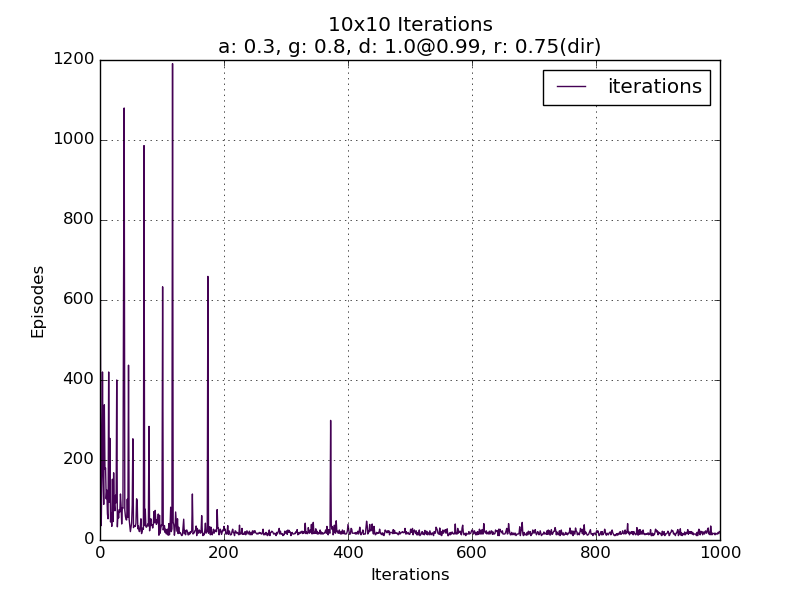 10x10 Iterations
a: 0.3, g: 0.8, d: 1.0@0.99, r: 0.75(dir)
iterations
1200
1000
800
600
400
200
0
Episodes
0 200 400 600 800 1000
Iterations